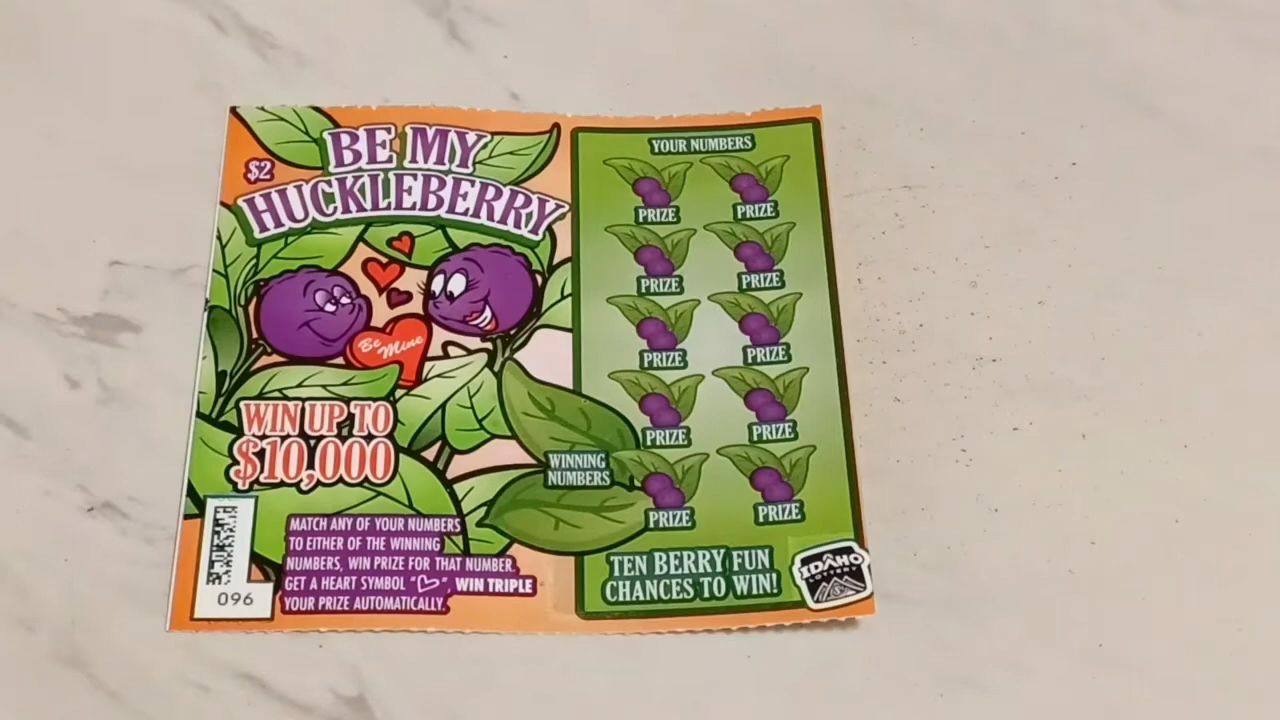 $2
BE MY
HUCKLEBERRY
Be Mine
WIN UP TO
$10,000
096
MATCH ANY OF YOUR NUMBERS
TO EITHER OF THE WINNING
NUMBERS, WIN PRIZE FOR THAT NUMBER.
GET A HEART SYMBOL "♡", WIN TRIPLE
YOUR PRIZE AUTOMATICALLY.
WINNING
NUMBERS
YOUR NUMBERS
PRIZE PRIZE
PRIZE PRIZE
PRIZE PRIZE
PRIZE PRIZE
PRIZE PRIZE
TEN BERRY FUN
CHANCES TO WIN!
IDAHO
LOTTERY